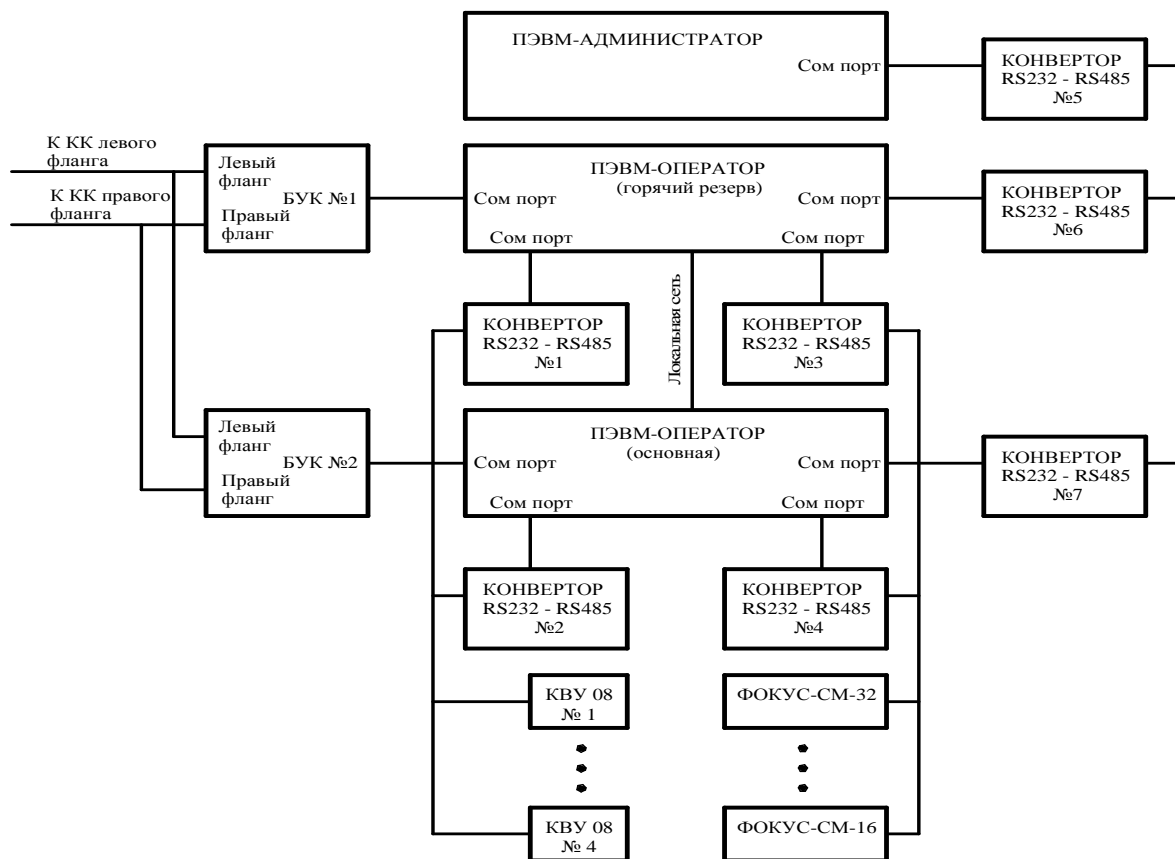 ПЭВМ-АДМИНИСТРАТОР
Сом порт
КОНВЕРТОР
RS232 - RS485
№5
К КК левого
фланга
К КК правого
фланга
Левый
фланг
БУК №1
Правый
фланг
ПЭВМ-ОПЕРАТОР
(горячий резерв)
Сом порт
Сом порт
Сом порт
Сом порт
КОНВЕРТОР
RS232 - RS485
№6
Локальная сеть
КОНВЕРТОР
RS232 - RS485
№1
КОНВЕРТОР
RS232 - RS485
№3
Левый
фланг
БУК №2
Правый
фланг
ПЭВМ-ОПЕРАТОР
(основная)
Сом порт
Сом порт
Сом порт
Сом порт
КОНВЕРТОР
RS232 - RS485
№7
КОНВЕРТОР
RS232 - RS485
№2
КОНВЕРТОР
RS232 - RS485
№4
КВУ 08
№ 1
ФОКУС-СМ-32
КВУ 08
№ 4
ФОКУС-СМ-16